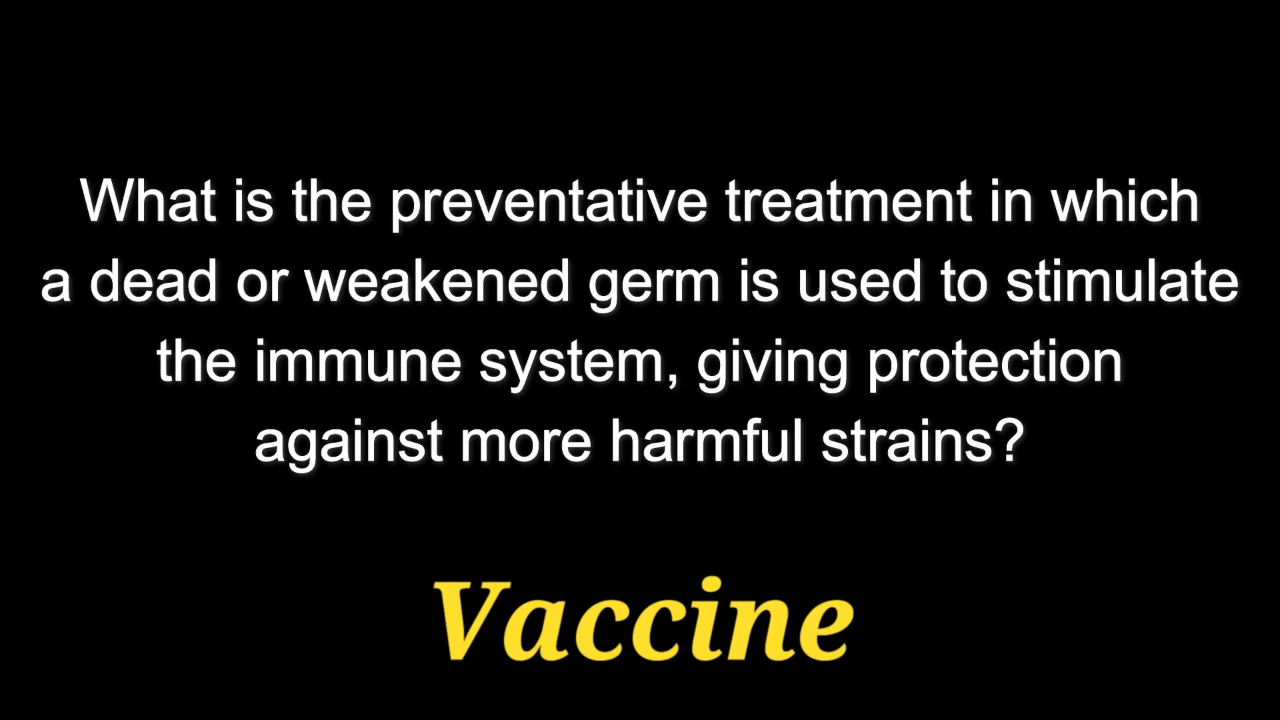 What is the preventative treatment in which
a dead or weakened germ is used to stimulate
the immune system, giving protection
against more harmful strains?
Vaccine